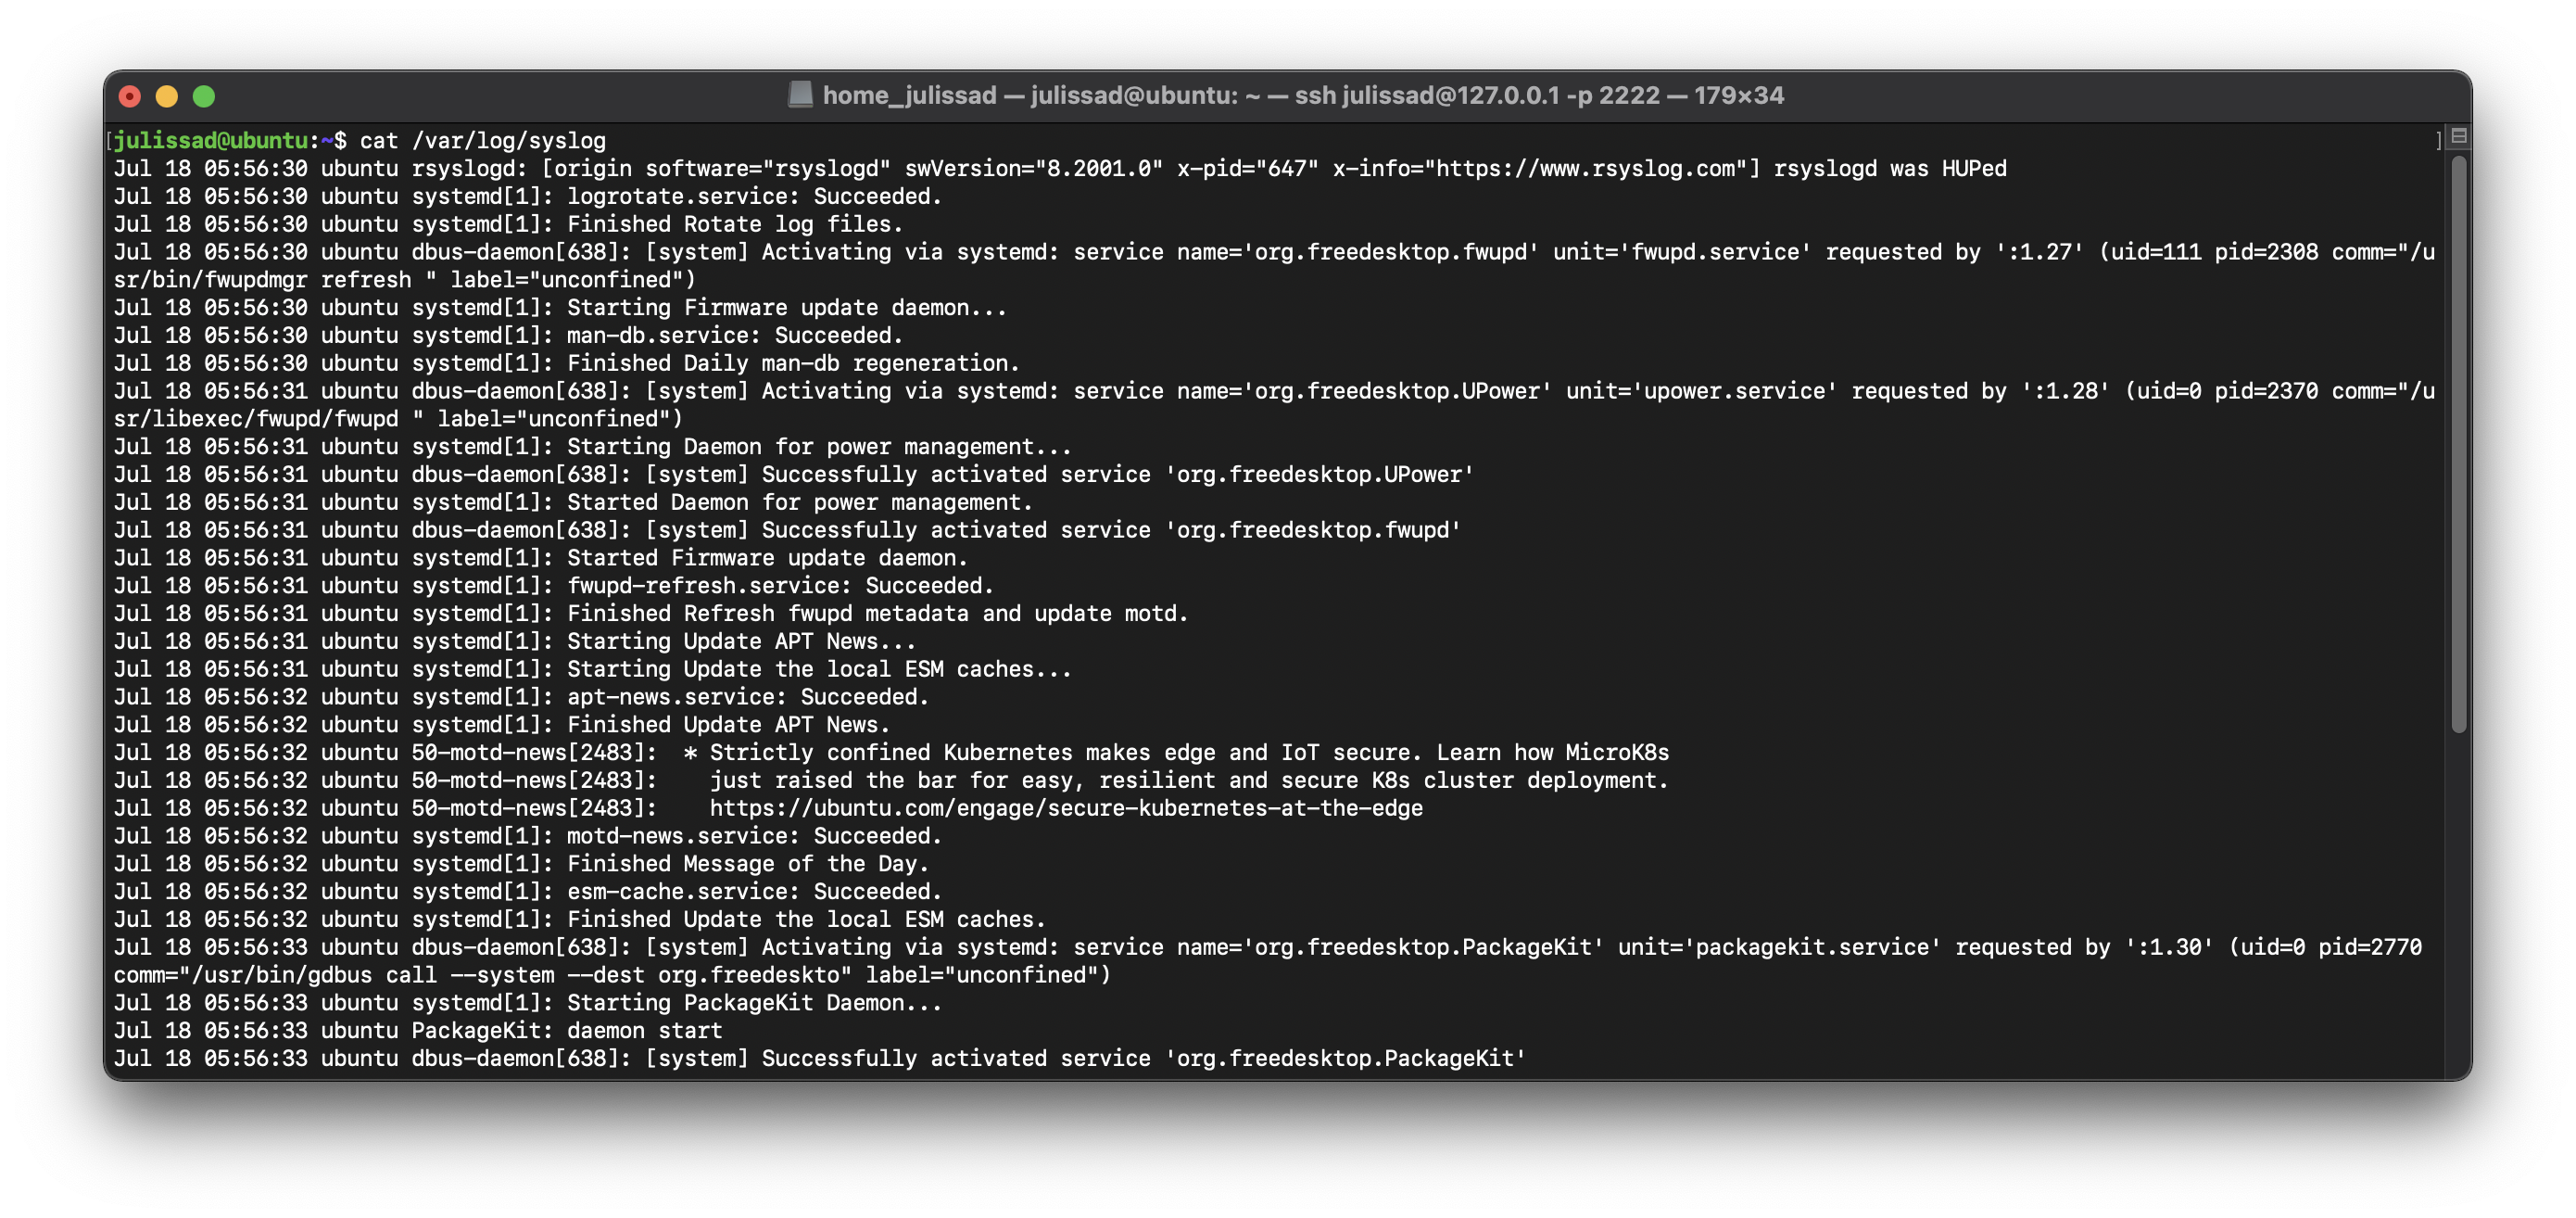 home_julissad — julissad@ubuntu: ~ — ssh julissad@127.0.0.1 -p 2222 — 179×34
[julissad@ubuntu:~$ cat /var/log/syslog ]
Jul 18 05:56:30 ubuntu rsyslogd: [origin software="rsyslogd" swVersion="8.2001.0" x-pid="647" x-info="https://www.rsyslog.com"] rsyslogd was HUPed
Jul 18 05:56:30 ubuntu systemd[1]: logrotate.service: Succeeded.
Jul 18 05:56:30 ubuntu systemd[1]: Finished Rotate log files.
Jul 18 05:56:30 ubuntu dbus-daemon[638]: [system] Activating via systemd: service name='org.freedesktop.fwupd' unit='fwupd.service' requested by ':1.27' (uid=111 pid=2308 comm="/u
sr/bin/fwupdmgr refresh " label="unconfined")
Jul 18 05:56:30 ubuntu systemd[1]: Starting Firmware update daemon...
Jul 18 05:56:30 ubuntu systemd[1]: man-db.service: Succeeded.
Jul 18 05:56:30 ubuntu systemd[1]: Finished Daily man-db regeneration.
Jul 18 05:56:31 ubuntu dbus-daemon[638]: [system] Activating via systemd: service name='org.freedesktop.UPower' unit='upower.service' requested by ':1.28' (uid=0 pid=2370 comm="/u
sr/libexec/fwupd/fwupd " label="unconfined")
Jul 18 05:56:31 ubuntu systemd[1]: Starting Daemon for power management...
Jul 18 05:56:31 ubuntu dbus-daemon[638]: [system] Successfully activated service 'org.freedesktop.UPower'
Jul 18 05:56:31 ubuntu systemd[1]: Started Daemon for power management.
Jul 18 05:56:31 ubuntu dbus-daemon[638]: [system] Successfully activated service 'org.freedesktop.fwupd'
Jul 18 05:56:31 ubuntu systemd[1]: Started Firmware update daemon.
Jul 18 05:56:31 ubuntu systemd[1]: fwupd-refresh.service: Succeeded.
Jul 18 05:56:31 ubuntu systemd[1]: Finished Refresh fwupd metadata and update motd.
Jul 18 05:56:31 ubuntu systemd[1]: Starting Update APT News...
Jul 18 05:56:31 ubuntu systemd[1]: Starting Update the local ESM caches...
Jul 18 05:56:32 ubuntu systemd[1]: apt-news.service: Succeeded.
Jul 18 05:56:32 ubuntu systemd[1]: Finished Update APT News.
Jul 18 05:56:32 ubuntu 50-motd-news[2483]:  * Strictly confined Kubernetes makes edge and IoT secure. Learn how MicroK8s
Jul 18 05:56:32 ubuntu 50-motd-news[2483]:    just raised the bar for easy, resilient and secure K8s cluster deployment.
Jul 18 05:56:32 ubuntu 50-motd-news[2483]:    https://ubuntu.com/engage/secure-kubernetes-at-the-edge
Jul 18 05:56:32 ubuntu systemd[1]: motd-news.service: Succeeded.
Jul 18 05:56:32 ubuntu systemd[1]: Finished Message of the Day.
Jul 18 05:56:32 ubuntu systemd[1]: esm-cache.service: Succeeded.
Jul 18 05:56:32 ubuntu systemd[1]: Finished Update the local ESM caches.
Jul 18 05:56:33 ubuntu dbus-daemon[638]: [system] Activating via systemd: service name='org.freedesktop.PackageKit' unit='packagekit.service' requested by ':1.30' (uid=0 pid=2770
comm="/usr/bin/gdbus call --system --dest org.freedeskto" label="unconfined")
Jul 18 05:56:33 ubuntu systemd[1]: Starting PackageKit Daemon...
Jul 18 05:56:33 ubuntu PackageKit: daemon start
Jul 18 05:56:33 ubuntu dbus-daemon[638]: [system] Successfully activated service 'org.freedesktop.PackageKit'